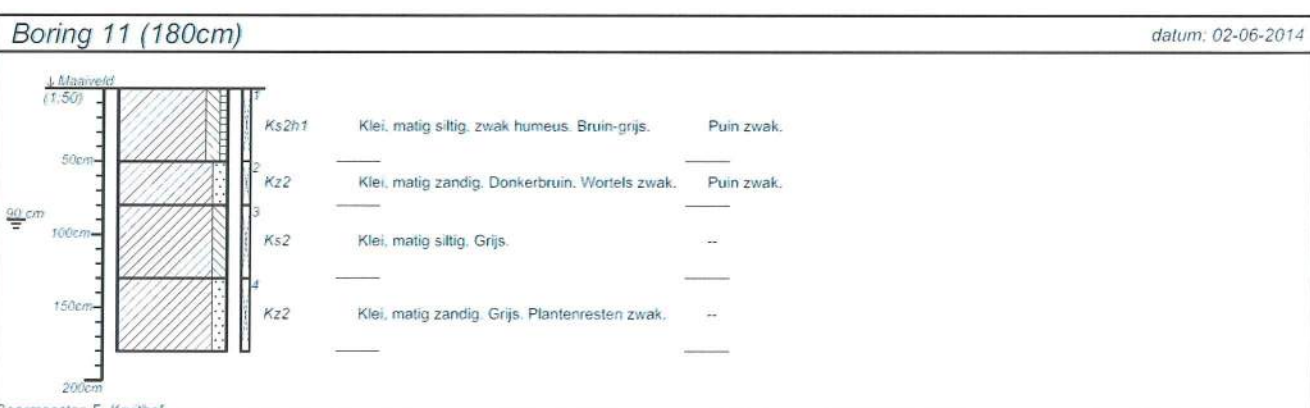 Boring 11 (180cm) datum: 02-06-2014
↓ Maaiveld
(1:50)
1
Ks2h1 Klei, matig siltig, zwak humeus. Bruin-grijs. Puin zwak.
50cm
2
Kz2 Klei, matig zandig. Donkerbruin. Wortels zwak. Puin zwak.
90 cm
3
100cm
Ks2 Klei, matig siltig. Grijs. --
4
150cm
Kz2 Klei, matig zandig. Grijs. Plantenresten zwak. --
200cm